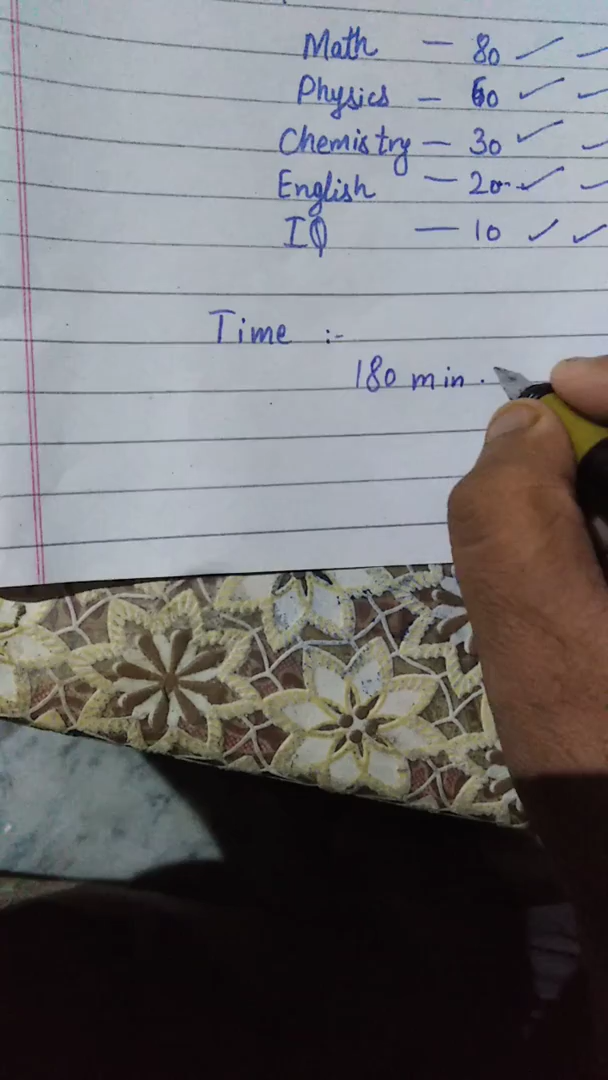 Math — 80 ✓ ✓
Physics — 60 ✓ ✓
Chemistry — 30 ✓ ✓
English — 20 ✓ ✓
IQ — 10 ✓ ✓
Time :-
180 min.